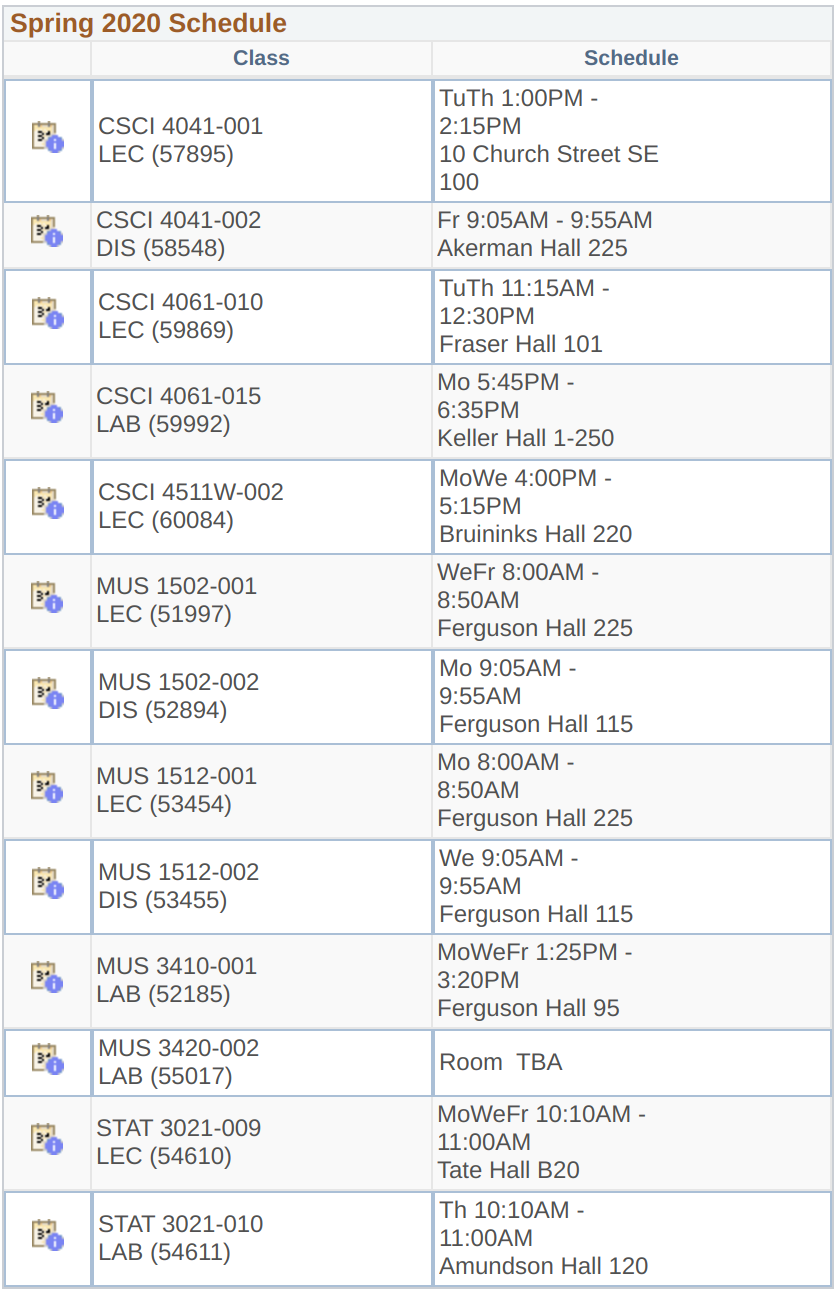 Spring 2020 Schedule
Class
Schedule
CSCI 4041-001
LEC (57895)
TuTh 1:00PM -
2:15PM
10 Church Street SE
100
CSCI 4041-002
DIS (58548)
Fr 9:05AM - 9:55AM
Akerman Hall 225
CSCI 4061-010
LEC (59869)
TuTh 11:15AM -
12:30PM
Fraser Hall 101
CSCI 4061-015
LAB (59992)
Mo 5:45PM -
6:35PM
Keller Hall 1-250
CSCI 4511W-002
LEC (60084)
MoWe 4:00PM -
5:15PM
Bruininks Hall 220
MUS 1502-001
LEC (51997)
WeFr 8:00AM -
8:50AM
Ferguson Hall 225
MUS 1502-002
DIS (52894)
Mo 9:05AM -
9:55AM
Ferguson Hall 115
MUS 1512-001
LEC (53454)
Mo 8:00AM -
8:50AM
Ferguson Hall 225
MUS 1512-002
DIS (53455)
We 9:05AM -
9:55AM
Ferguson Hall 115
MUS 3410-001
LAB (52185)
MoWeFr 1:25PM -
3:20PM
Ferguson Hall 95
MUS 3420-002
LAB (55017)
Room  TBA
STAT 3021-009
LEC (54610)
MoWeFr 10:10AM -
11:00AM
Tate Hall B20
STAT 3021-010
LAB (54611)
Th 10:10AM -
11:00AM
Amundson Hall 120